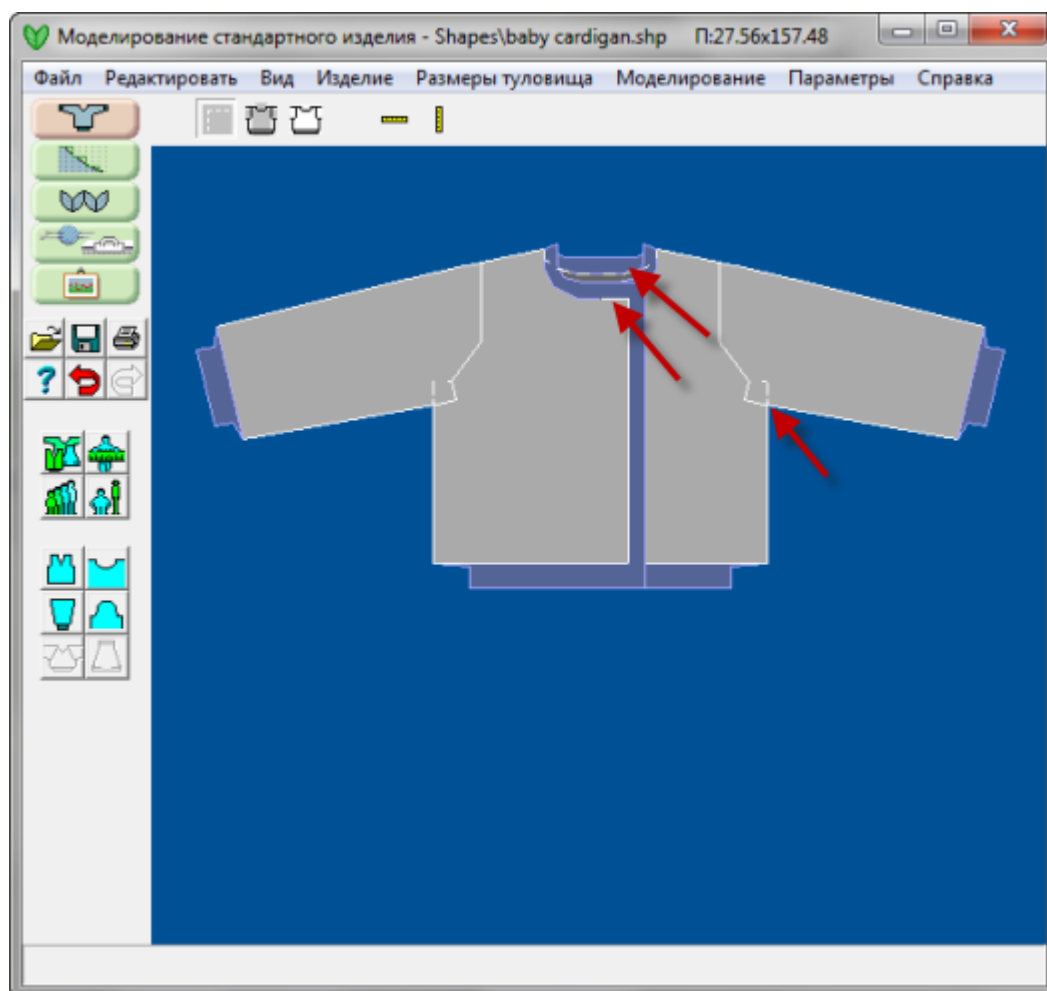 Моделирование стандартного изделия - Shapes\baby cardigan.shp П:27.56x157.48
Файл Редактировать Вид Изделие Размеры туловища Моделирование Параметры Справка